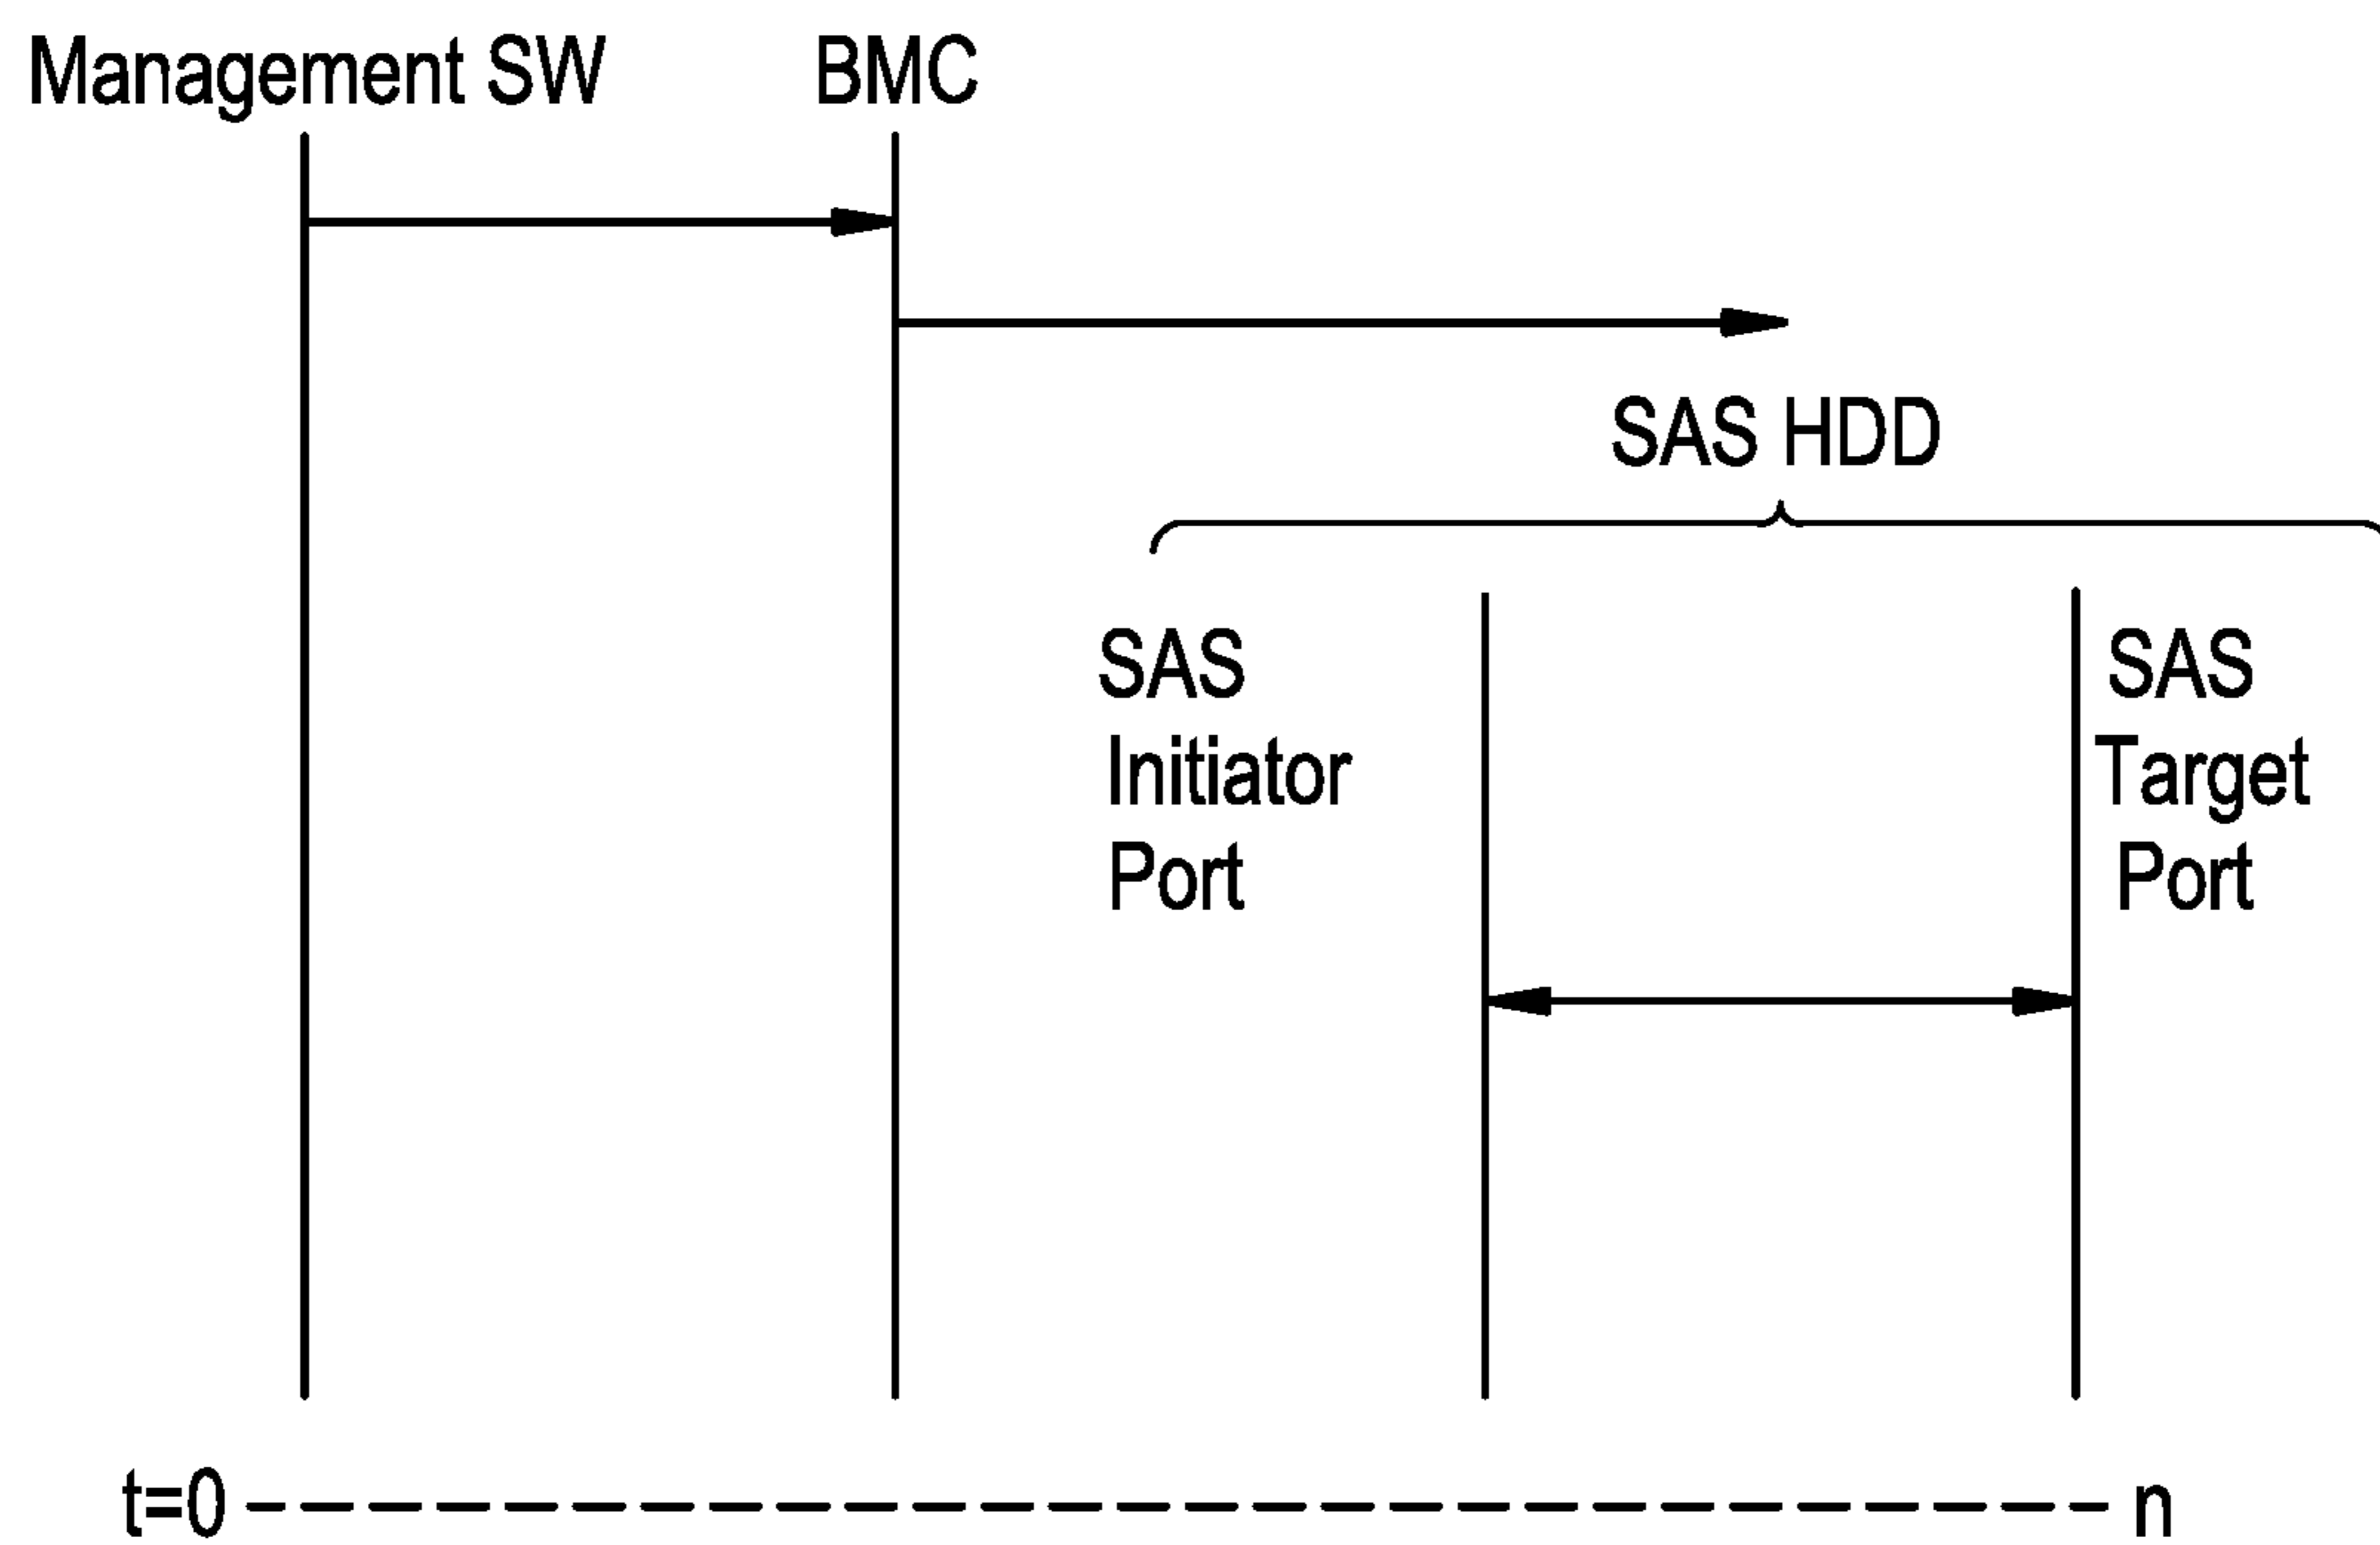 Management SW
BMC
SAS HDD
SAS
Initiator
Port
SAS
Target
Port
t=0
n